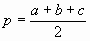 p = (a + b + c) / 2